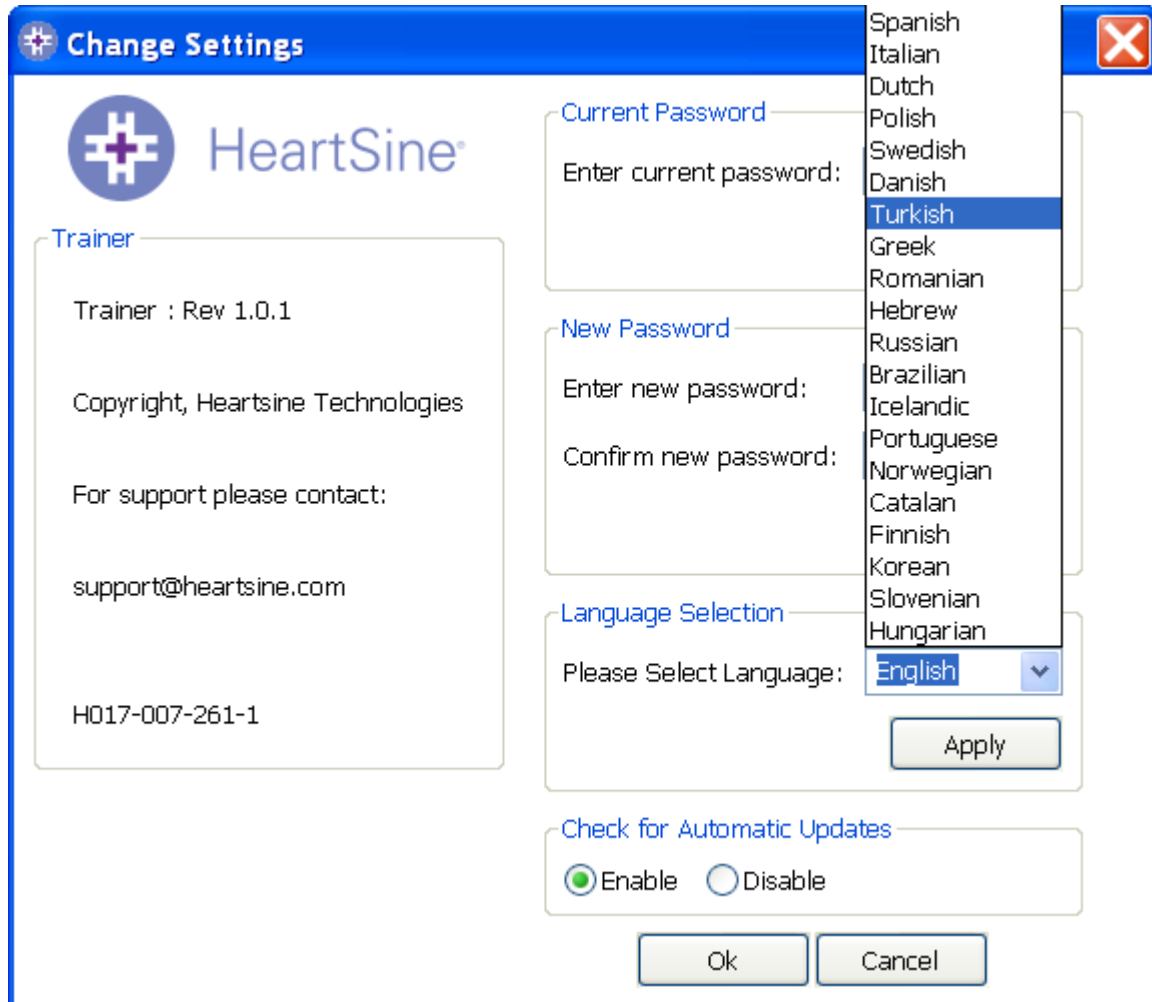 Change Settings
HeartSine®
Trainer
Trainer : Rev 1.0.1
Copyright, Heartsine Technologies
For support please contact:
support@heartsine.com
H017-007-261-1
Current Password
Enter current password:
New Password
Enter new password:
Confirm new password:
Language Selection
Please Select Language:
English
Spanish
Italian
Dutch
Polish
Swedish
Danish
Turkish
Greek
Romanian
Hebrew
Russian
Brazilian
Icelandic
Portuguese
Norwegian
Catalan
Finnish
Korean
Slovenian
Hungarian
Apply
Check for Automatic Updates
Enable
Disable
Ok
Cancel